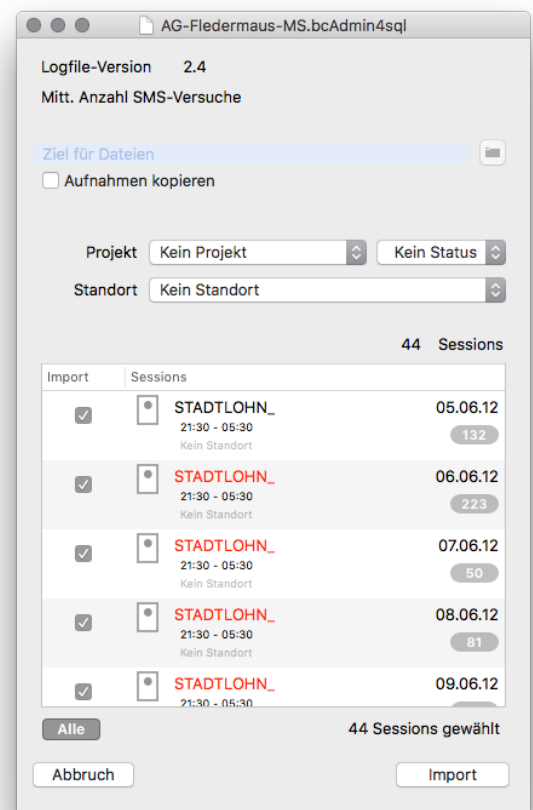 AG-Fledermaus-MS.bcAdmin4sql
Logfile-Version 2.4
Mitt. Anzahl SMS-Versuche
Ziel für Dateien
Aufnahmen kopieren
Projekt Kein Projekt Kein Status
Standort Kein Standort
44 Sessions
Import Sessions
STADTLOHN_ 05.06.12
21:30 - 05:30 132
Kein Standort
STADTLOHN_ 06.06.12
21:30 - 05:30 223
Kein Standort
STADTLOHN_ 07.06.12
21:30 - 05:30 50
Kein Standort
STADTLOHN_ 08.06.12
21:30 - 05:30 81
Kein Standort
STADTLOHN_ 09.06.12
21:30 - 05:30
Alle 44 Sessions gewählt
Abbruch Import